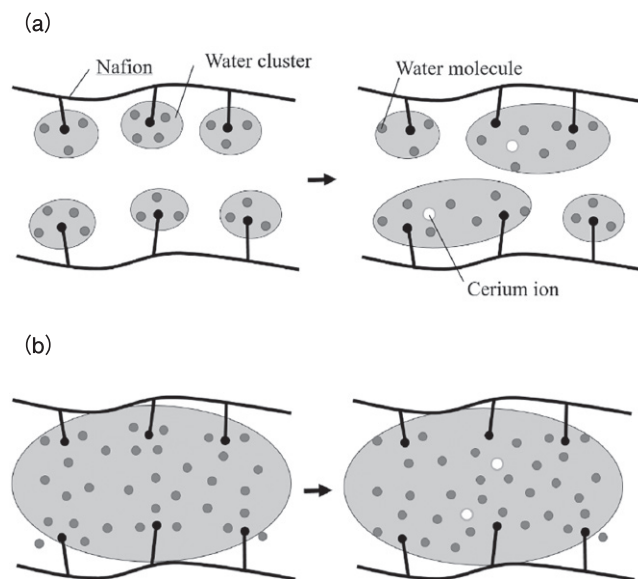 (a)
Nafion
Water cluster
Water molecule
Cerium ion
(b)